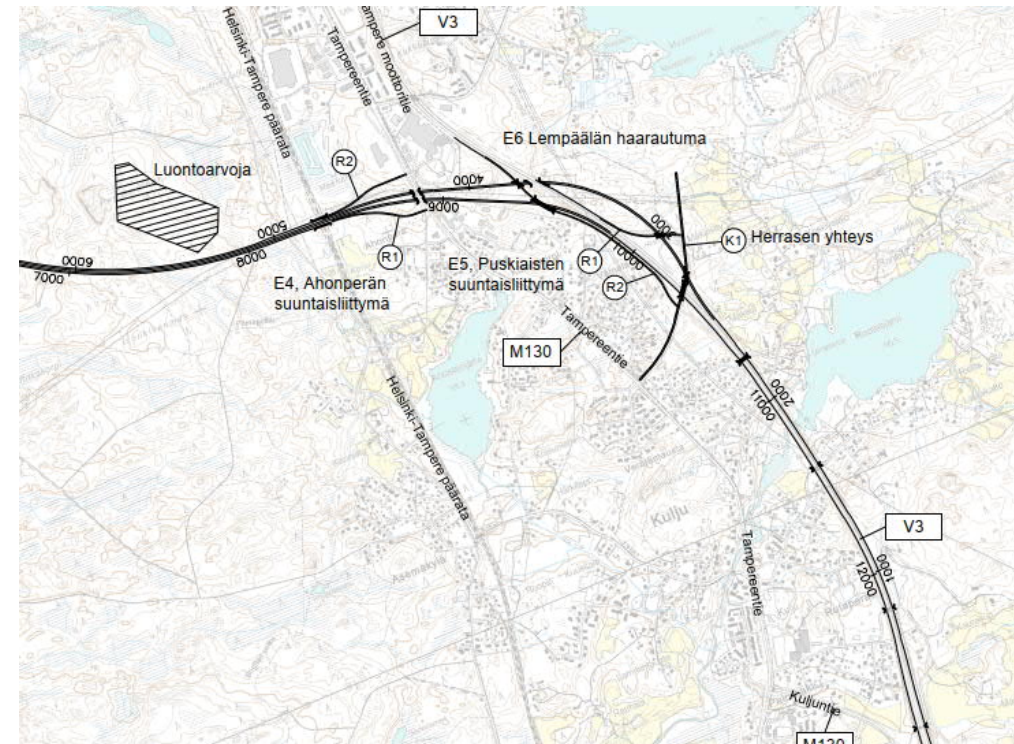 V3
Helsinki-Tampere päärata
Tampereentie
Tampere moottoritie
E6 Lempäälän haarautuma
Luontoarvoja
R2
4000
9000
5000
8000
6000
7000
R1
E4, Ahonperän
suuntaisliittymä
E5, Puskiaisten
suuntaisliittymä
R1
10000
R2
K1
Herrasen yhteys
Tampereentie
M130
Helsinki-Tampere päärata
2000
11000
Kulju
V3
Asemakylä
Tampereentie
1000
12000
Kuljuntie
M130